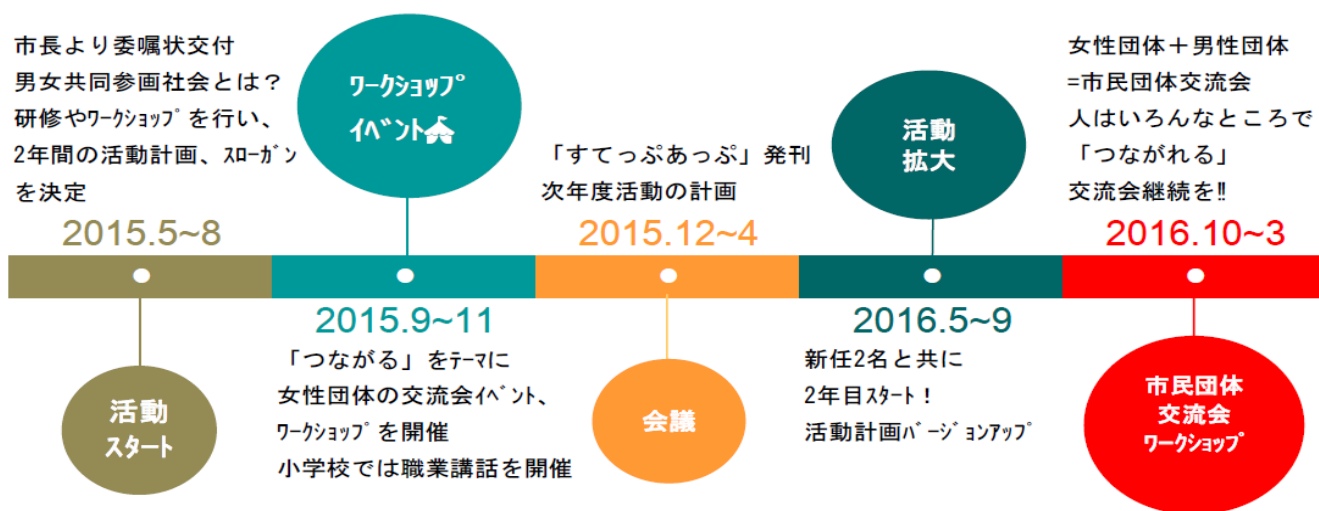 市長より委嘱状交付
男女共同参画社会とは？
研修やﾜｰｸｼｮｯﾌﾟを行い、
2年間の活動計画、ｽﾛｰｶﾞﾝ
を決定
2015.5~8
活動
スタート
ﾜｰｸｼｮｯﾌﾟ
ｲﾍﾞﾝﾄ
2015.9~11
「つながる」をﾃｰﾏに
女性団体の交流会ｲﾍﾞﾝﾄ、
ﾜｰｸｼｮｯﾌﾟを開催
小学校では職業講話を開催
「すてっぷあっぷ」発刊
次年度活動の計画
2015.12~4
会議
活動
拡大
2016.5~9
新任2名と共に
2年目ｽﾀｰﾄ！
活動計画ﾊﾞｰｼﾞｮﾝｱｯﾌﾟ
女性団体＋男性団体
=市民団体交流会
人はいろんなところで
「つながれる」
交流会継続を‼
2016.10~3
市民団体
交流会
ﾜｰｸｼｮｯﾌﾟ